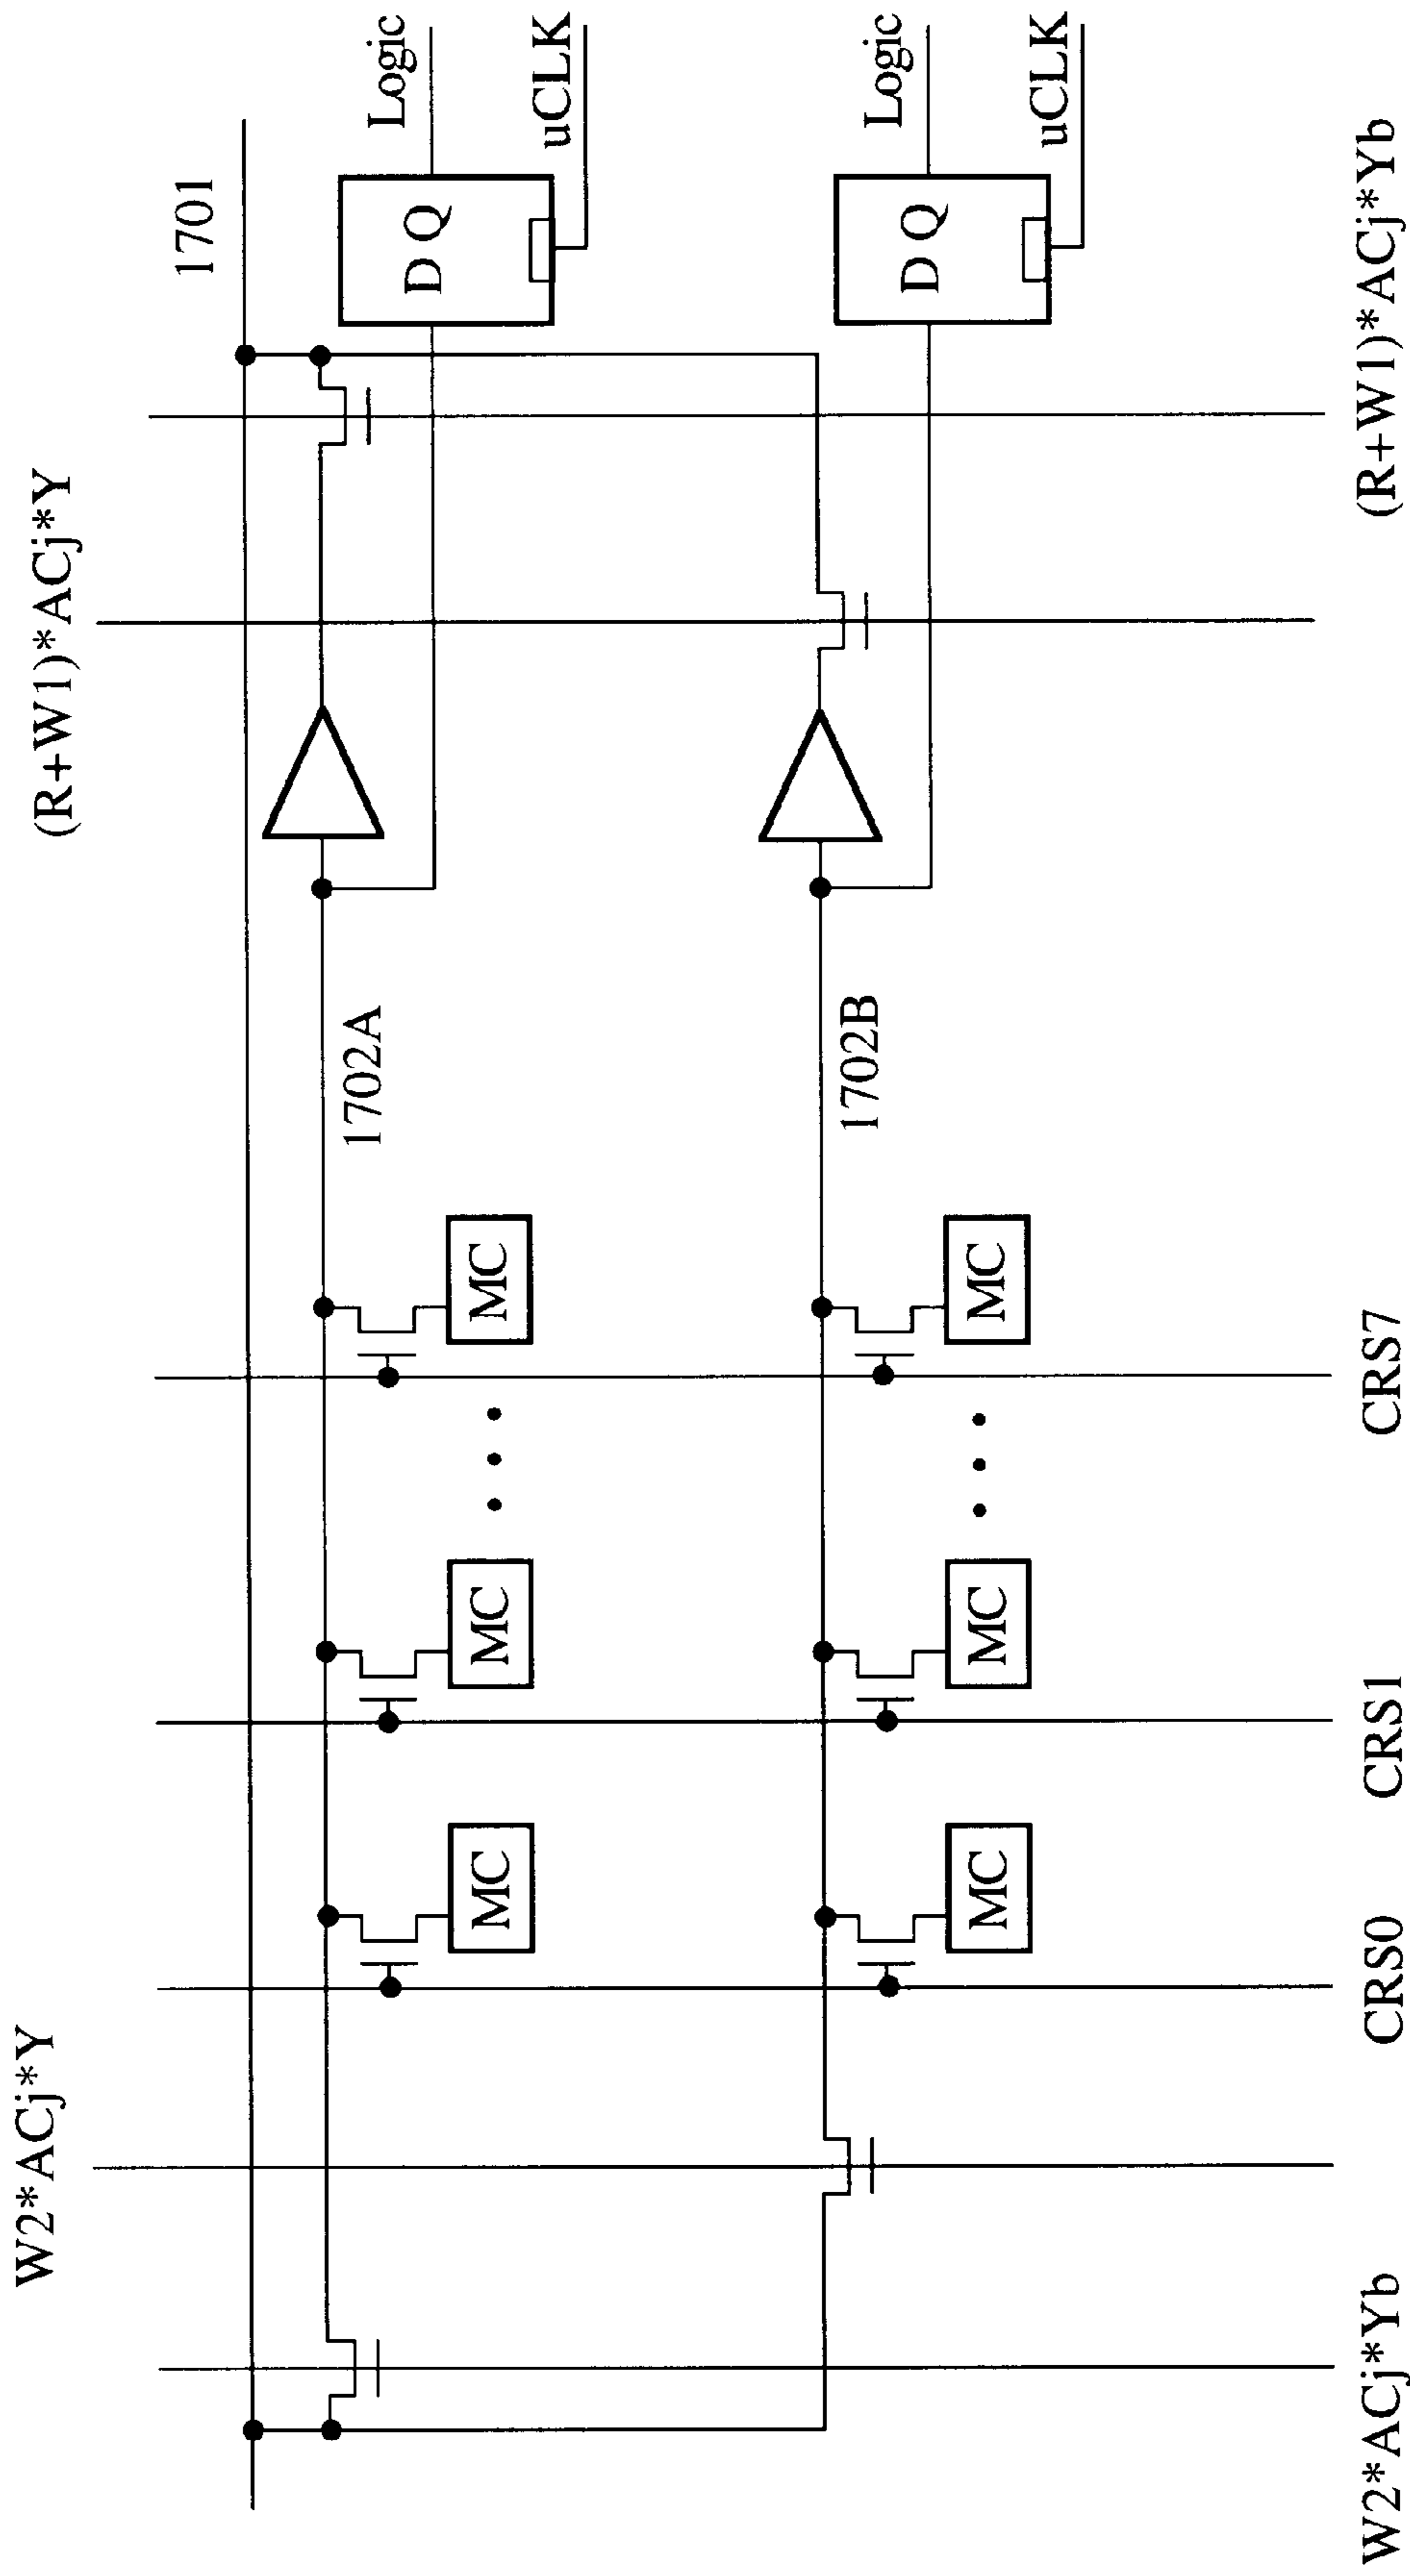 W2*ACj*Y
(R+W1)*ACj*Y
1701
Logic
D Q
uCLK
1702A
MC
MC
MC
1702B
Logic
D Q
uCLK
MC
MC
MC
W2*ACj*Yb
CRS0
CRS1
CRS7
(R+W1)*ACj*Yb